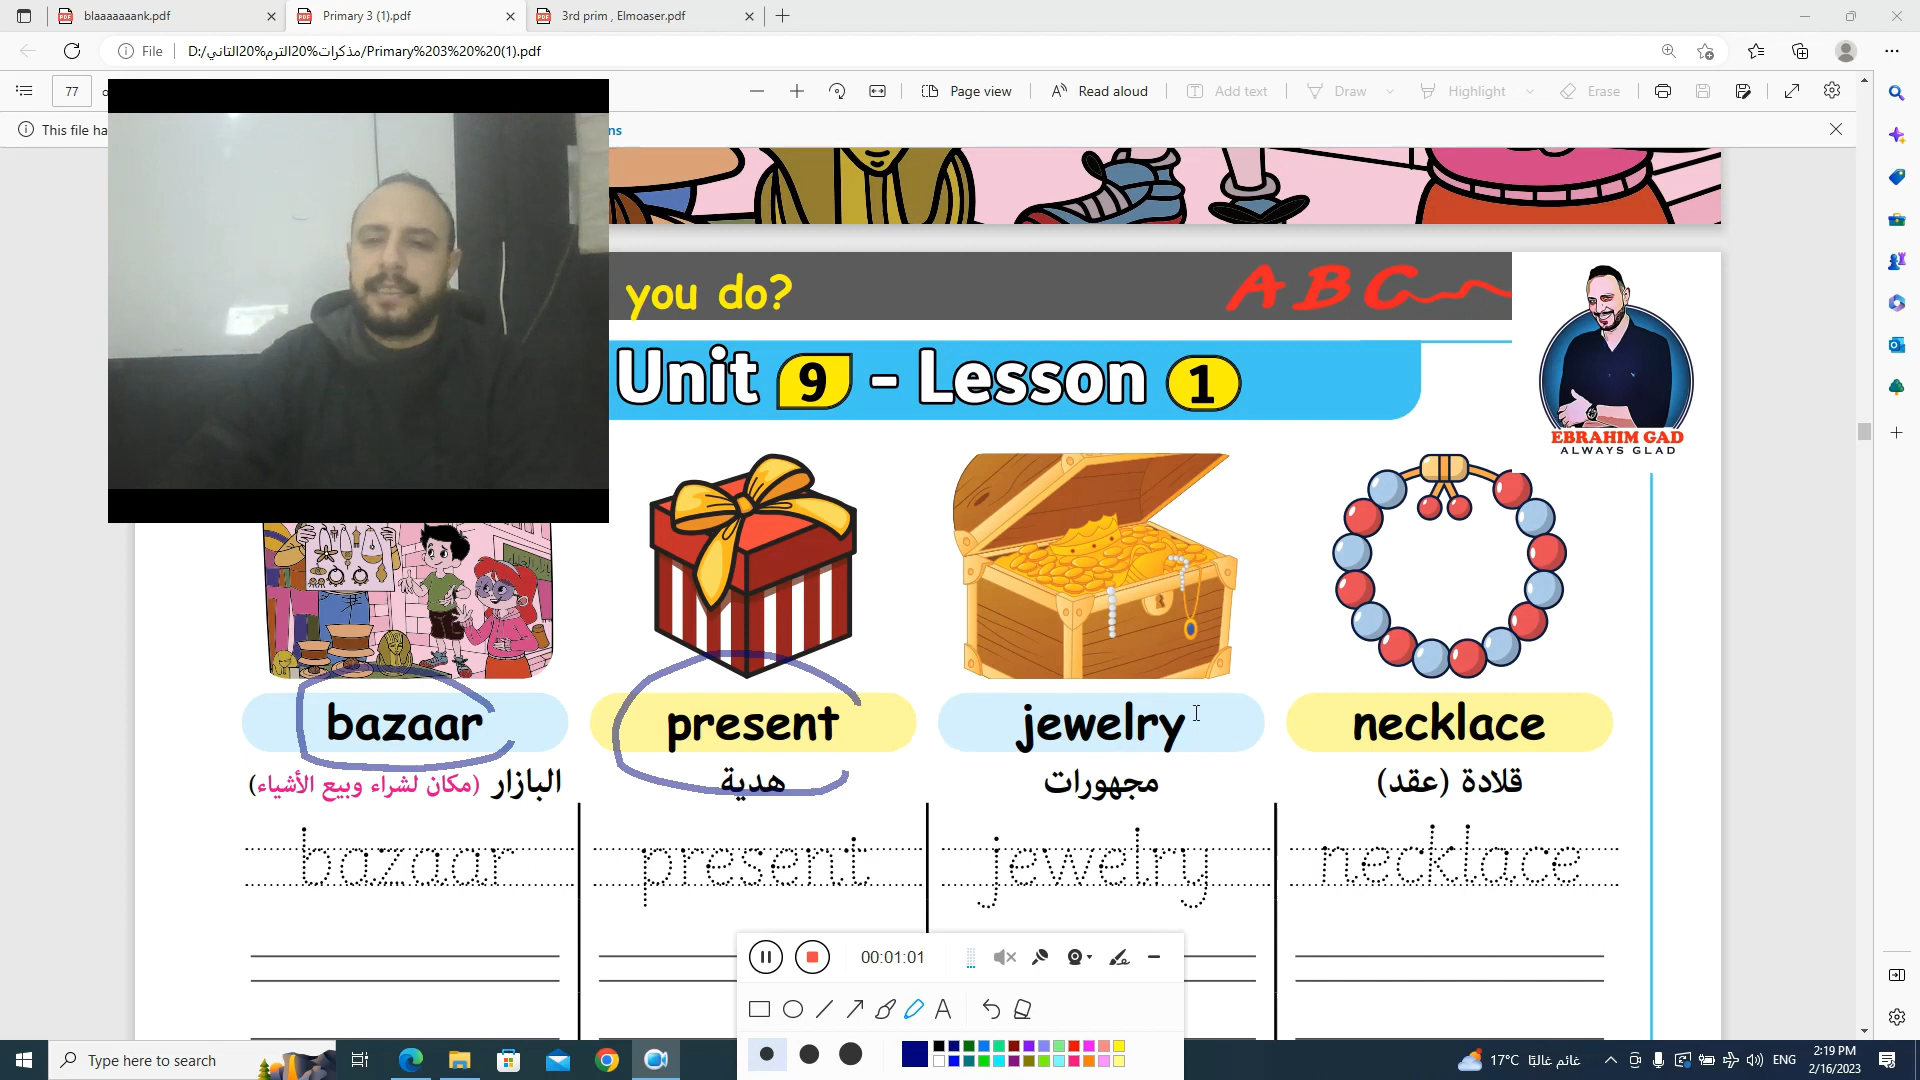 blaaaaaaank.pdf
Primary 3 (1).pdf
3rd prim , Elmoaser.pdf
File
D:/مذكرات%20الترم%20التاني/Primary%203%20%20(1).pdf
77
Page view
Read aloud
Add text
Draw
Highlight
Erase
This file ha
ns
you do?
ABC
Unit 9 - Lesson 1
EBRAHIM GAD
ALWAYS GLAD
bazaar present jewelry necklace
البازار (مكان لشراء وبيع الأشياء)
هدية
مجهورات
قلادة (عقد)
bazaar present jewelry necklace
00:01:01
A
Type here to search
17°C غائم غالبًا
ENG
2:19 PM
2/16/2023